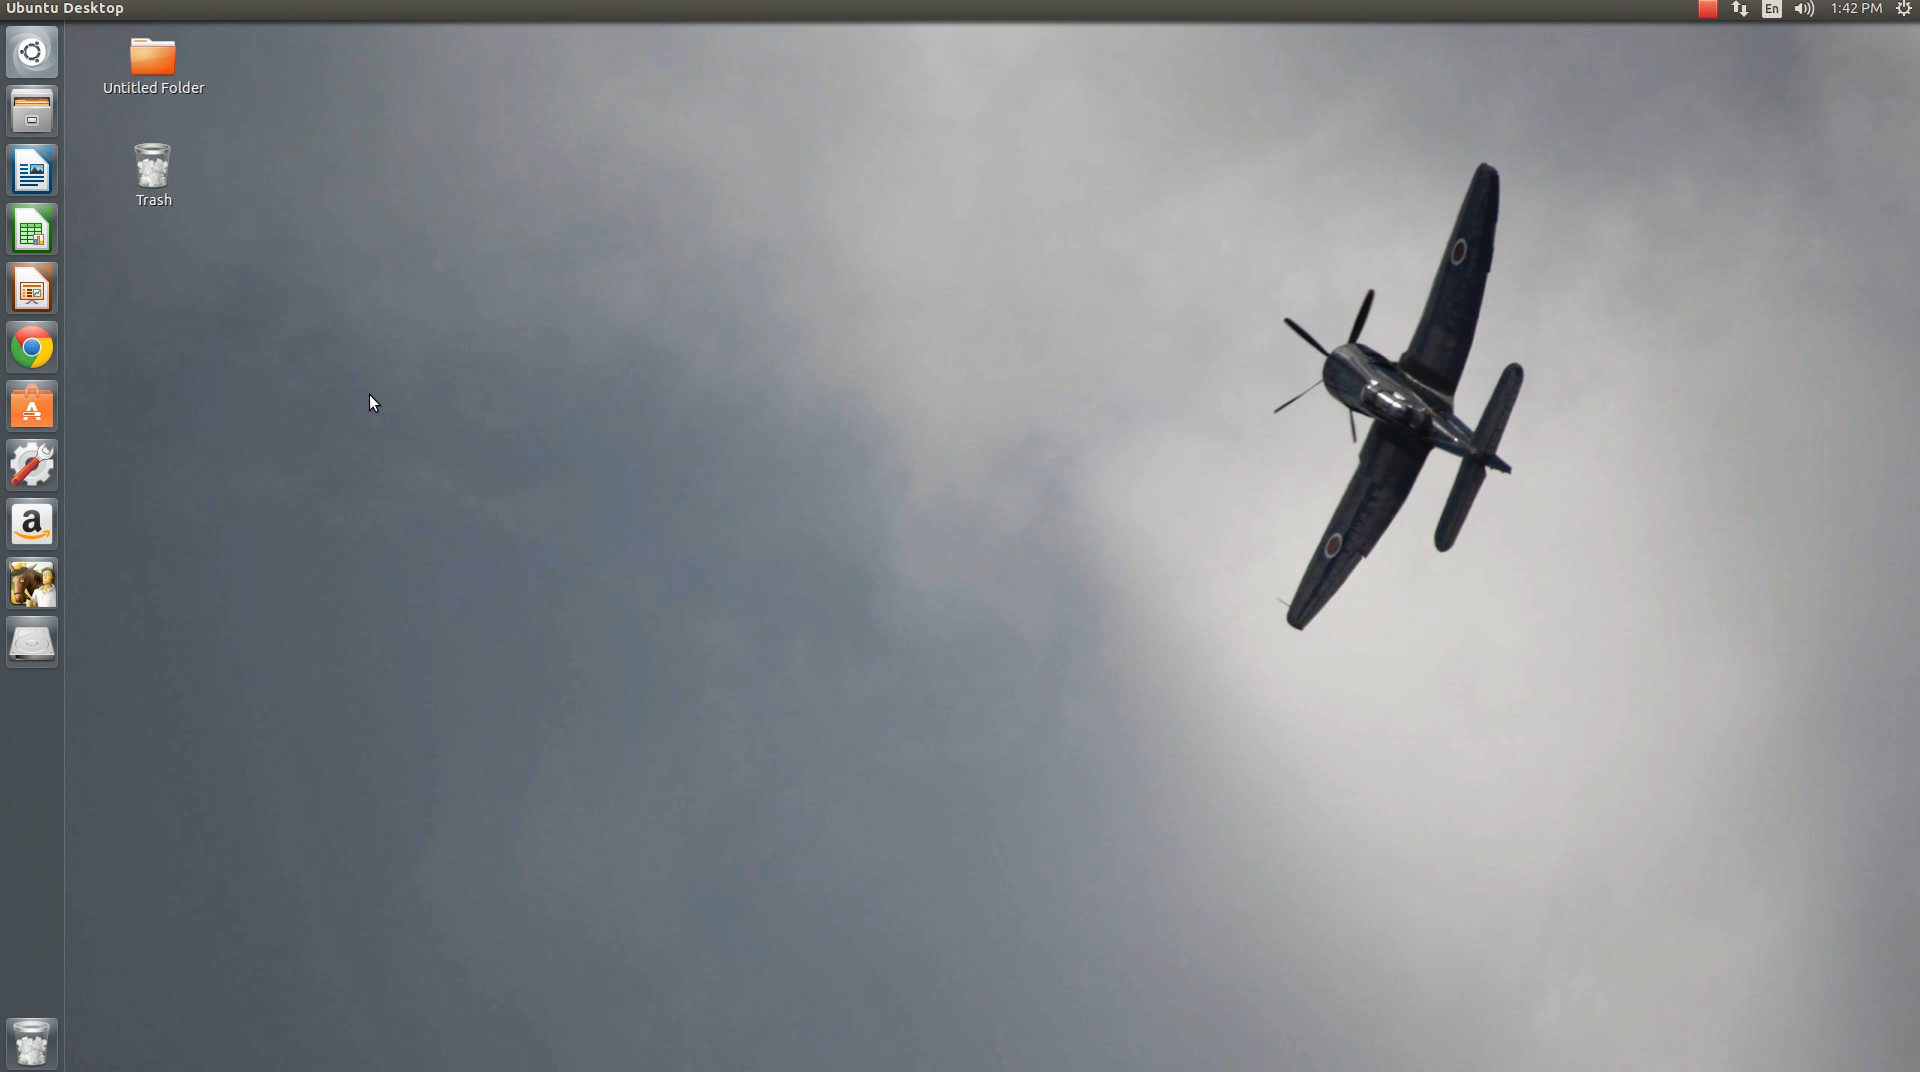 Ubuntu Desktop
En
1:42 PM
Untitled Folder
Trash